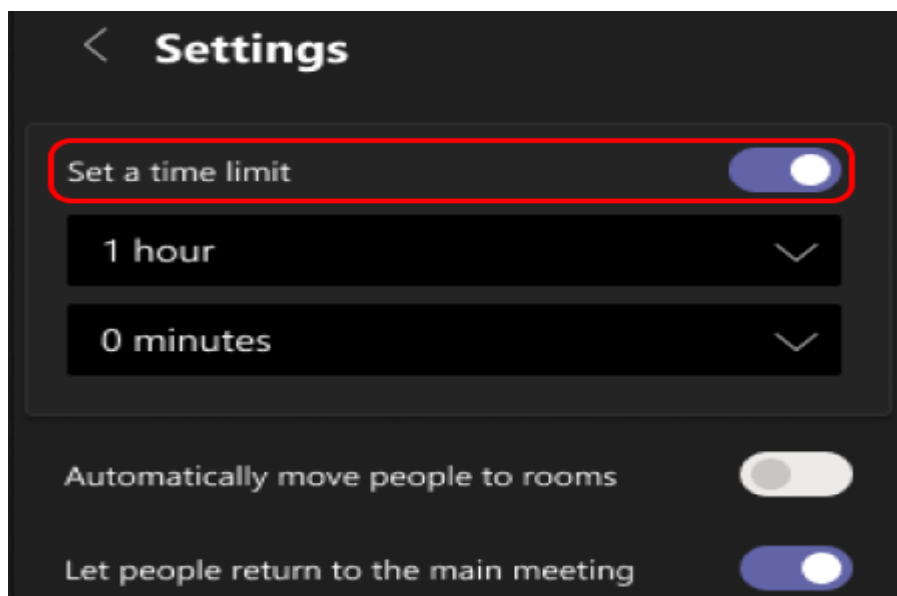 Settings
Set a time limit
1 hour
0 minutes
Automatically move people to rooms
Let people return to the main meeting